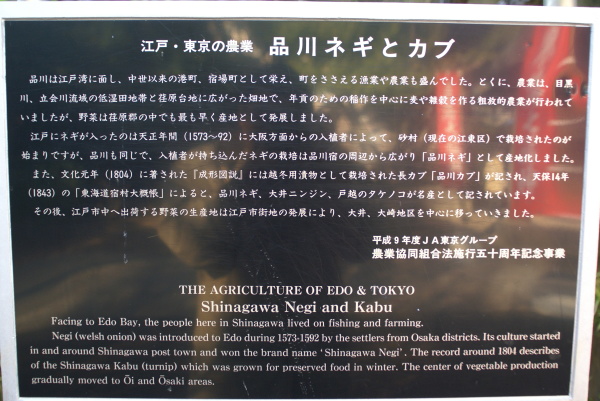 江戸・東京の農業 品川ネギとカブ
品川は江戸湾に面し、中世以来の港町、宿場町として栄え、町をささえる漁業や農業も盛んでした。とくに、農業は、目黒
川、立会川流域の低湿田地帯と荏原台地に広がった畑地で、年貢のための稲作を中心に麦や雑穀を作る粗放的農業が行われて
いましたが、野菜は荏原郡の中でも最も早く産地として発展しました。
江戸にネギが入ったのは天正年間（1573〜92）に大阪方面からの入植者によって、砂村（現在の江東区）で栽培されたのが
始まりですが、品川も同じで、入植者が持ち込んだネギの栽培は品川宿の周辺から広がり「品川ネギ」として産地化しました。
また、文化元年（1804）に著された『成形図説』には越冬用漬物として栽培された長カブ「品川カブ」が記され、天保14年
（1843）の「東海道宿村大概帳」によると、品川ネギ、大井ニンジン、戸越のタケノコが名産として記されています。
その後、江戸市中へ出荷する野菜の生産地は江戸市街地の発展により、大井、大崎地区を中心に移っていきました。
平成9年度JA東京グループ
農業協同組合法施行五十周年記念事業
THE AGRICULTURE OF EDO & TOKYO
Shinagawa Negi and Kabu
Facing to Edo Bay, the people here in Shinagawa lived on fishing and farming.
Negi (welsh onion) was introduced to Edo during 1573-1592 by the settlers from Osaka districts. Its culture started
in and around Shinagawa post town and won the brand name ‘Shinagawa Negi’. The record around 1804 describes
of the Shinagawa Kabu (turnip) which was grown for preserved food in winter. The center of vegetable production
gradually moved to Ōi and Ōsaki areas.